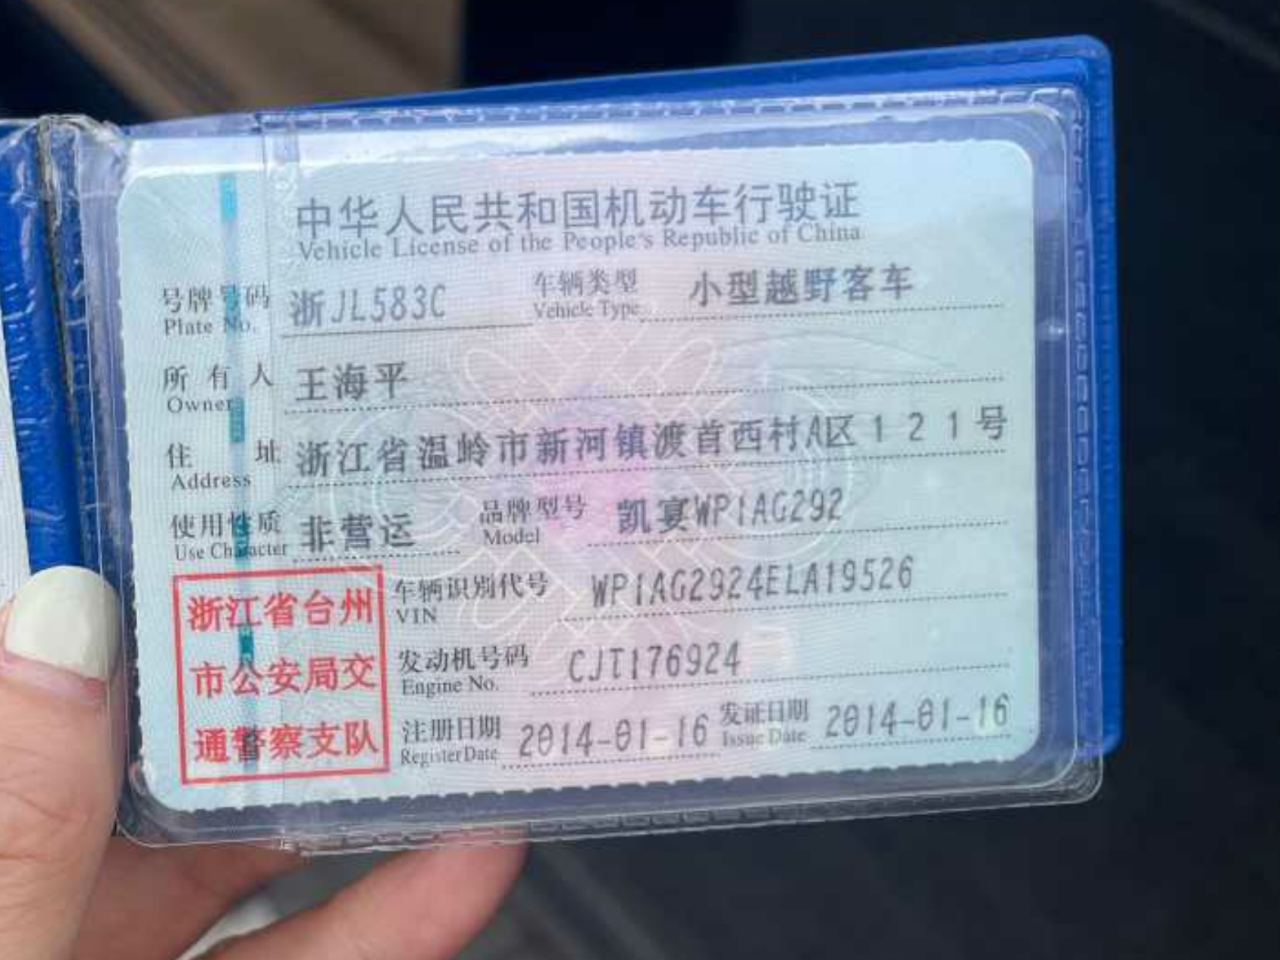 中华人民共和国机动车行驶证
Vehicle License of the People's Republic of China
号牌号码 浙JL583C 车辆类型 小型越野客车
Plate No. Vehicle Type
所有人 王海平
Owner
住址 浙江省温岭市新河镇渡首西村A区121号
Address
使用性质 非营运 品牌型号 凯宴WP1AG292
Use Character Model
浙江省台州
市公安局交
通警察支队
车辆识别代号 WP1AG2924ELA19526
VIN
发动机号码 CJT176924
Engine No.
注册日期 2014-01-16 发证日期 2014-01-16
Register Date Issue Date